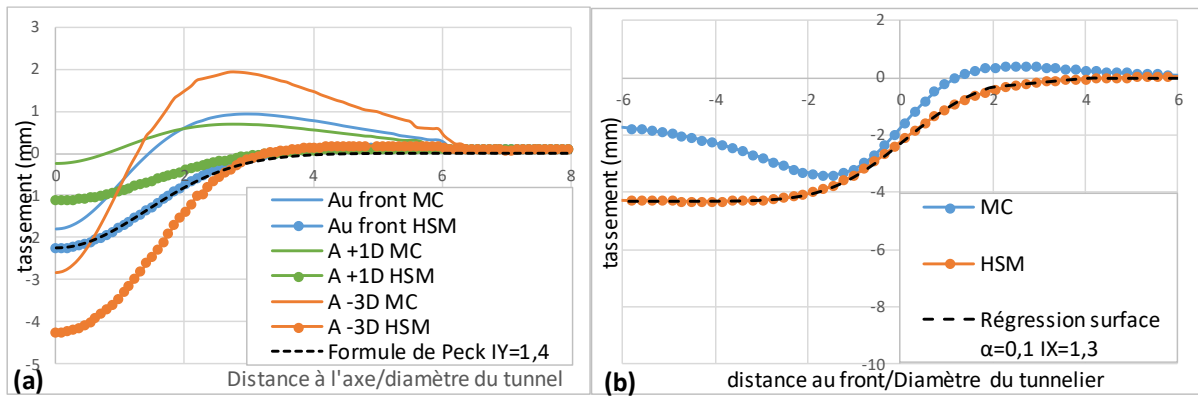 3
2
1
0
-1
-2
-3
-4
-5
0
2
4
6
8
tassement (mm)
Au front MC
Au front HSM
A +1D MC
A +1D HSM
A -3D MC
A -3D HSM
Formule de Peck IY=1,4
(a)
Distance à l'axe/diamètre du tunnel
2
0
-2
-4
-6
-8
-10
-6
-4
-2
0
2
4
6
tassement (mm)
MC
HSM
Régression surface
α=0,1 IX=1,3
(b)
distance au front/Diamètre du tunnelier